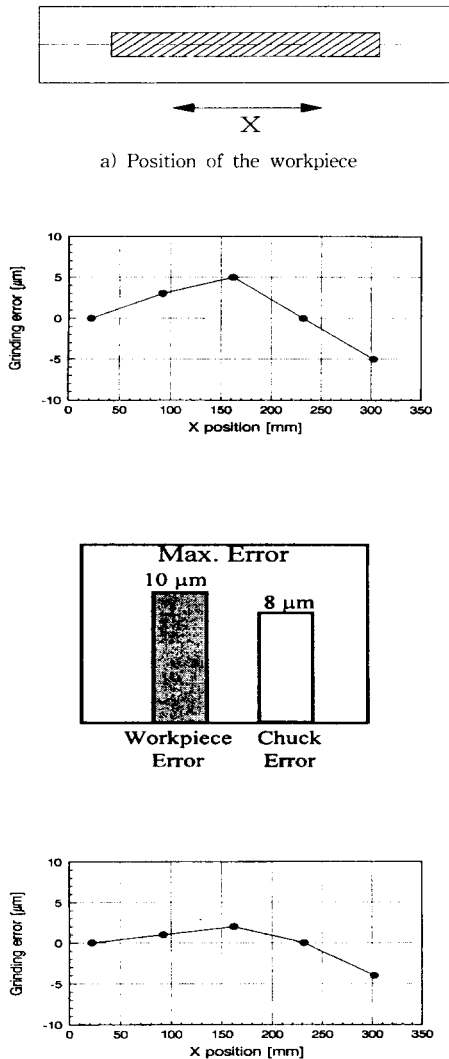 X
a) Position of the workpiece
10
5
0
-5
-10
Grinding error [μm]
0 50 100 150 200 250 300 350
X position [mm]
Max. Error
10 μm
8 μm
Workpiece Error
Chuck Error
10
5
0
-5
-10
Grinding error [μm]
0 50 100 150 200 250 300 350
X position [mm]